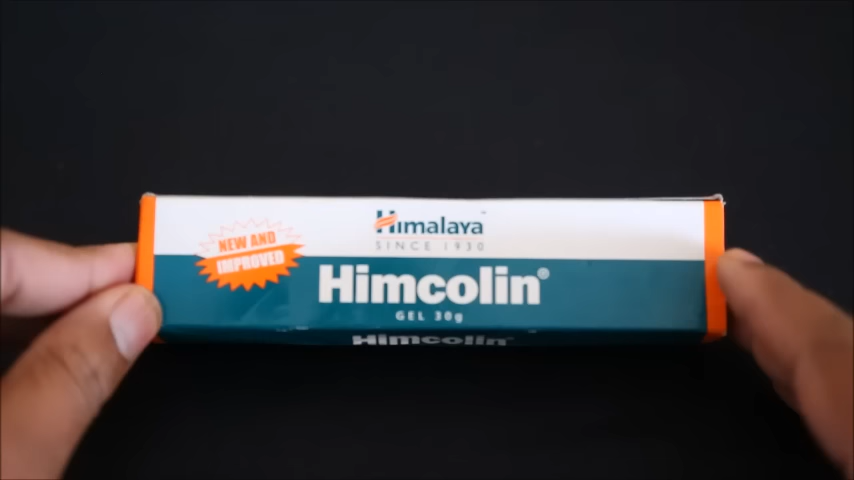 NEW AND
IMPROVED
Himalaya
SINCE 1930
Himcolin®
GEL 30g
Himcolin